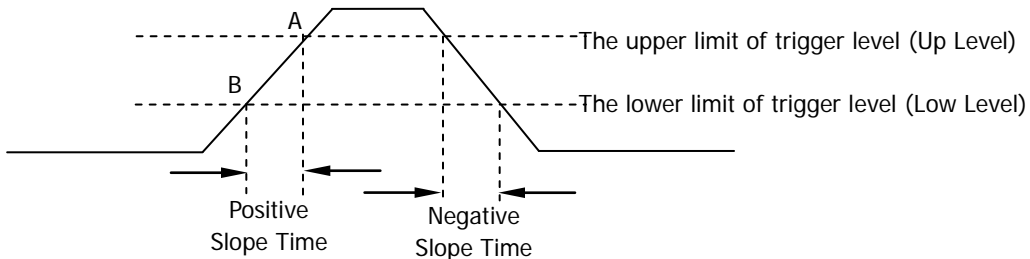 A
The upper limit of trigger level (Up Level)
B
The lower limit of trigger level (Low Level)
Positive
Slope Time
Negative
Slope Time